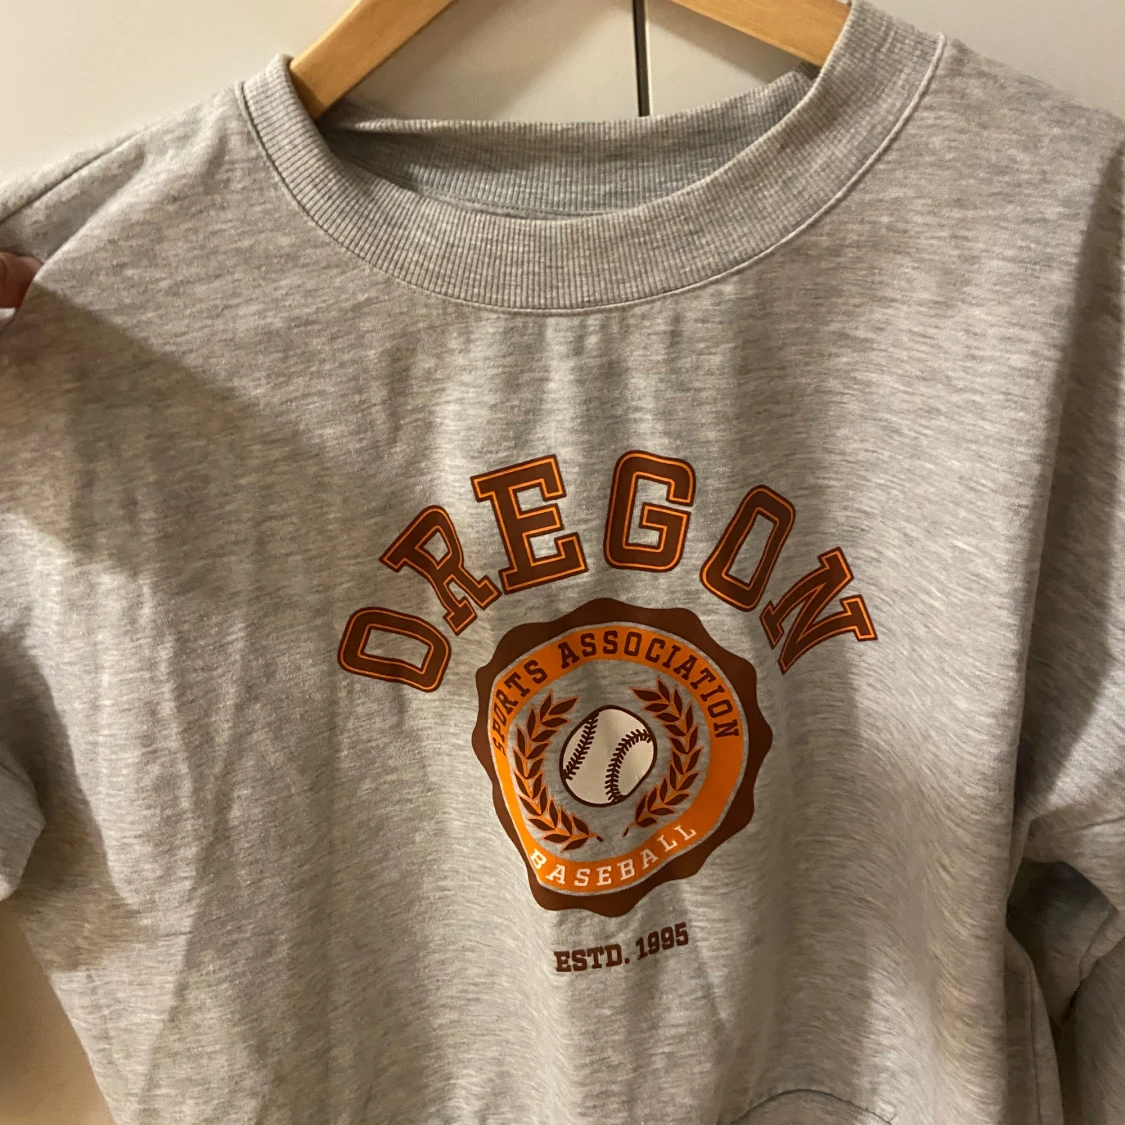 OREGON
SPORTS ASSOCIATION
BASEBALL
ESTD. 1995